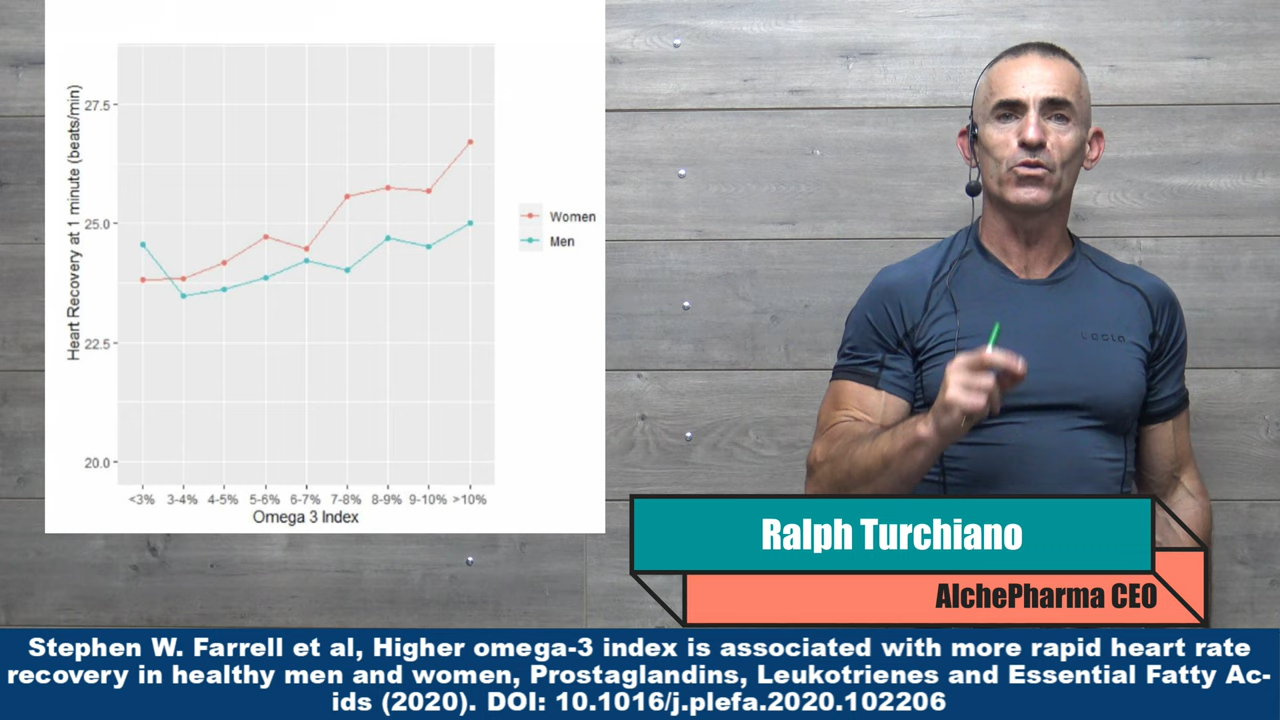 27.5
25.0
22.5
20.0
Heart Recovery at 1 minute (beats/min)
<3% 3-4% 4-5% 5-6% 6-7% 7-8% 8-9% 9-10% >10%
Omega 3 Index
Women
Men
Ralph Turchiano
AlchePharma CEO
Stephen W. Farrell et al, Higher omega-3 index is associated with more rapid heart rate
recovery in healthy men and women, Prostaglandins, Leukotrienes and Essential Fatty Ac-
ids (2020). DOI: 10.1016/j.plefa.2020.102206